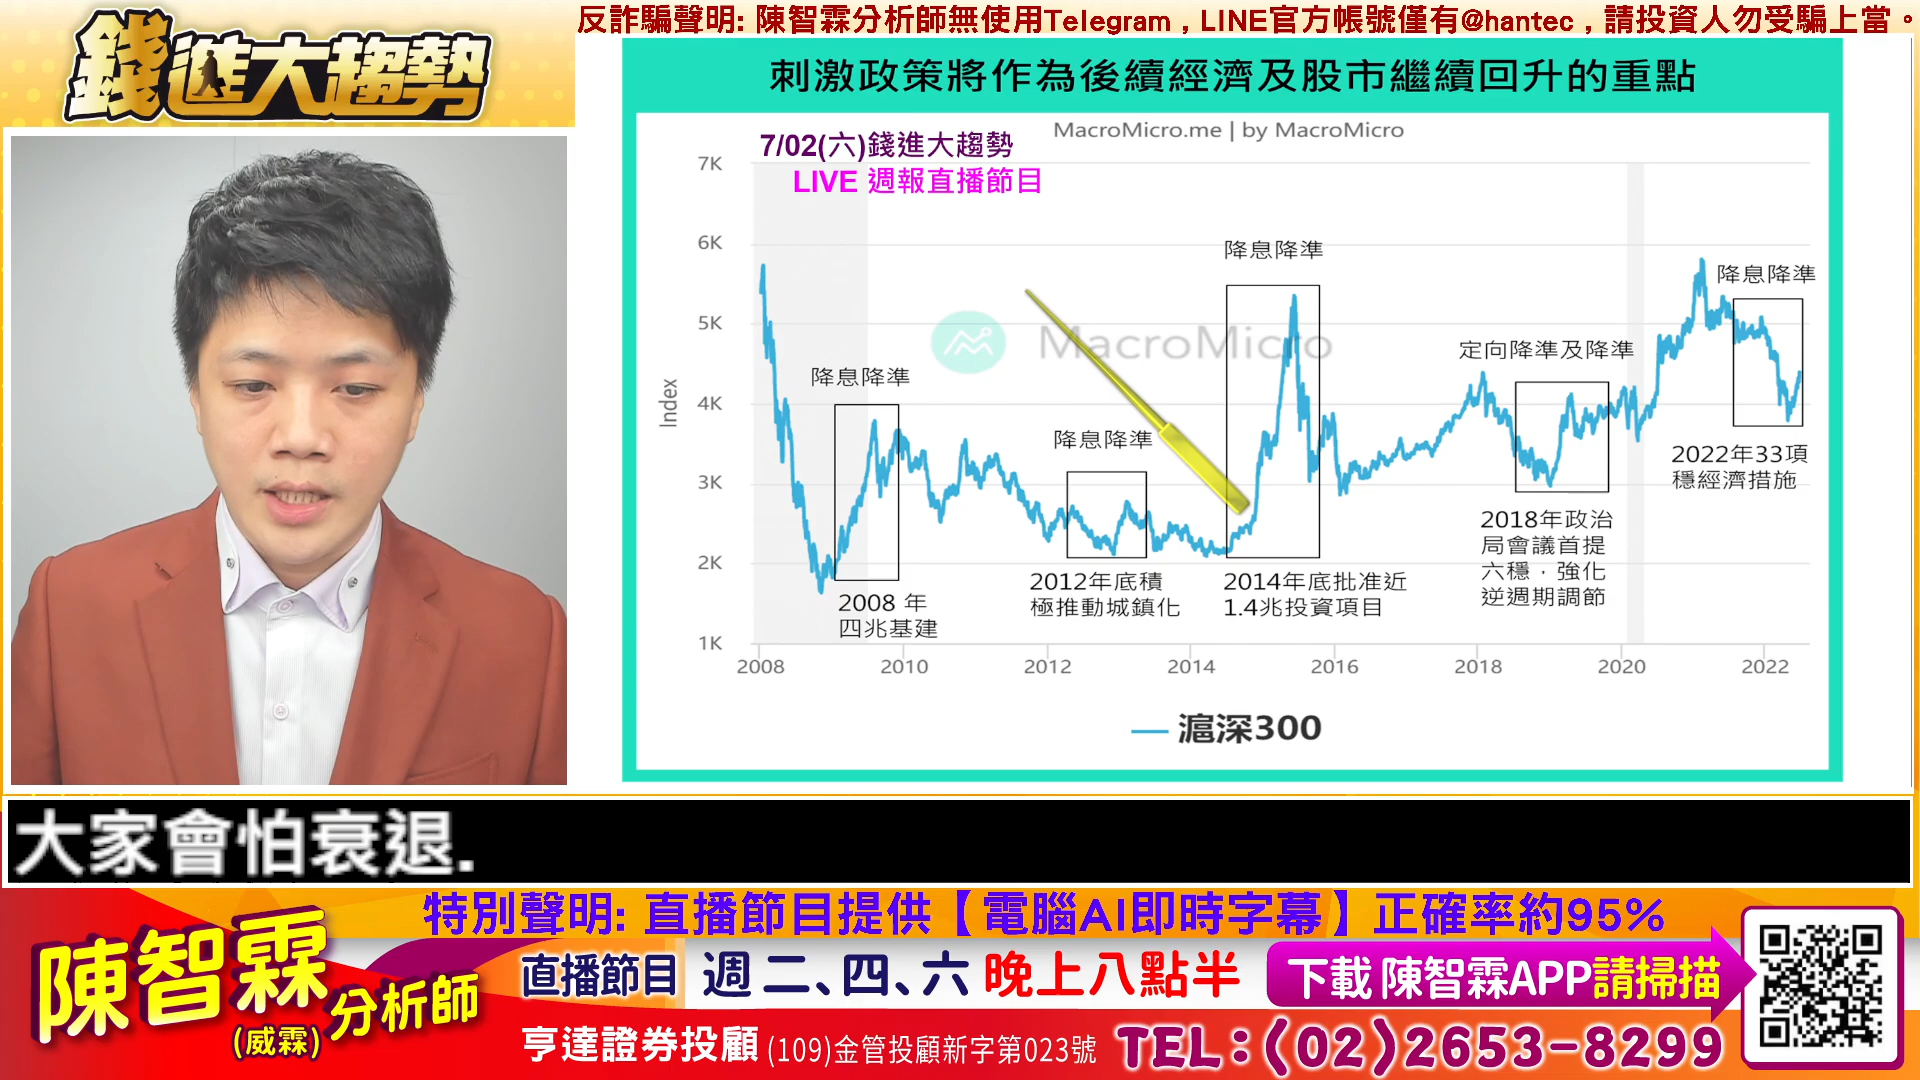 反詐騙聲明: 陳智霖分析師無使用Telegram , LINE官方帳號僅有@hantec , 請投資人勿受騙上當。
錢進大趨勢
刺激政策將作為後續經濟及股市繼續回升的重點
MacroMicro.me | by MacroMicro
7/02(六)錢進大趨勢
LIVE 週報直播節目
7K
6K
5K
4K
3K
2K
1K
Index
MacroMicro
降息降準
降息降準
降息降準
定向降準及降準
降息降準
2008 年
四兆基建
2012年底積
極推動城鎮化
2014年底批准近
1.4兆投資項目
2018年政治
局會議首提
六穩，強化
逆週期調節
2022年33項
穩經濟措施
2008 2010 2012 2014 2016 2018 2020 2022
滬深300
大家會怕衰退.
特別聲明: 直播節目提供【電腦AI即時字幕】正確率約95%
陳智霖分析師
(威霖)
直播節目 週二、四、六 晚上八點半
下載 陳智霖APP請掃描
亨達證券投顧 (109)金管投顧新字第023號 TEL:(02)2653-8299